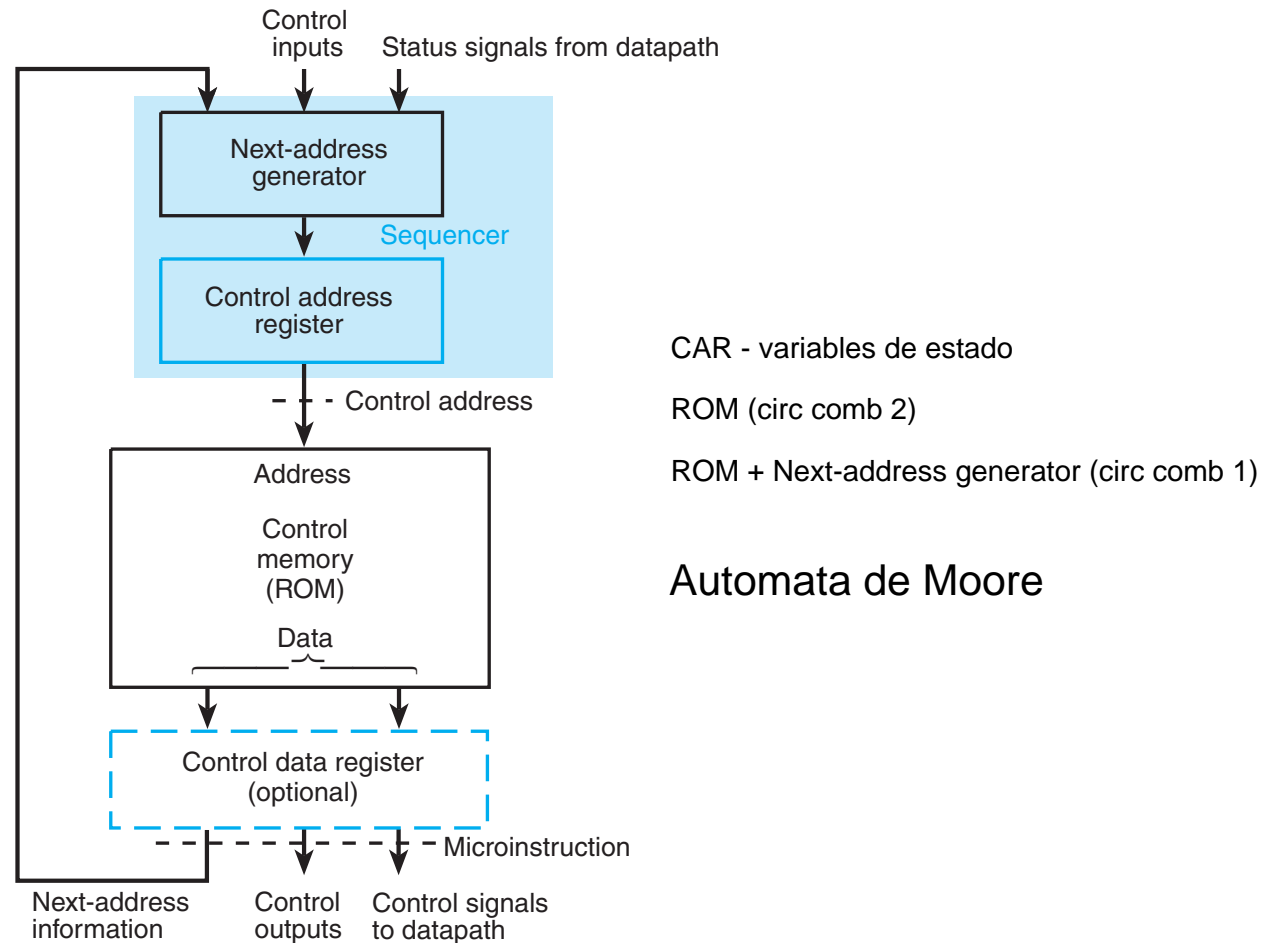 Control
inputs
Status signals from datapath
Next-address
generator
Sequencer
Control address
register
Control address
Address
Control
memory
(ROM)
Data
Control data register
(optional)
Microinstruction
Next-address
information
Control
outputs
Control signals
to datapath
CAR - variables de estado
ROM (circ comb 2)
ROM + Next-address generator (circ comb 1)
Automata de Moore